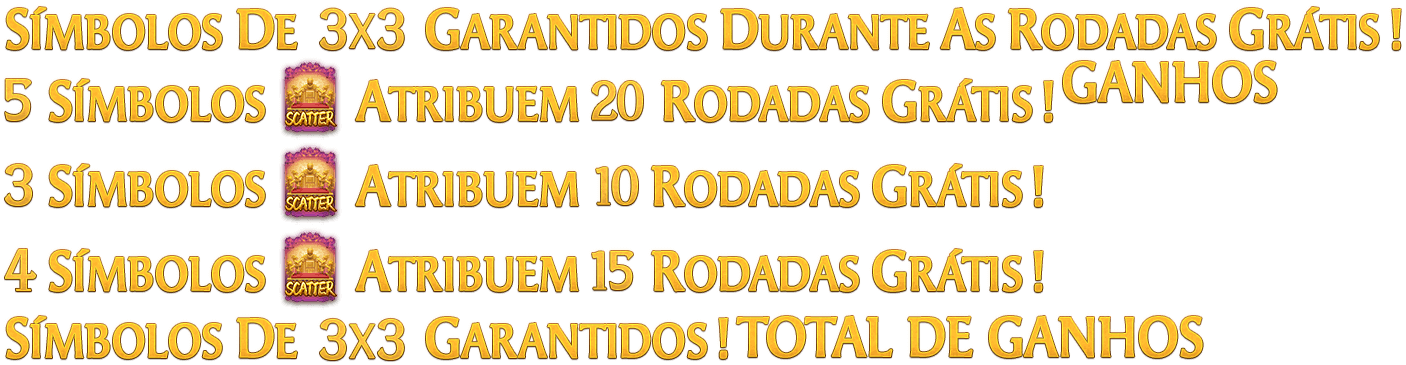 SÍMBOLOS DE 3X3 GARANTIDOS DURANTE AS RODADAS GRÁTIS !
5 SÍMBOLOS SCATTER ATRIBUEM 20 RODADAS GRÁTIS ! GANHOS
3 SÍMBOLOS SCATTER ATRIBUEM 10 RODADAS GRÁTIS !
4 SÍMBOLOS SCATTER ATRIBUEM 15 RODADAS GRÁTIS !
SÍMBOLOS DE 3X3 GARANTIDOS ! TOTAL DE GANHOS